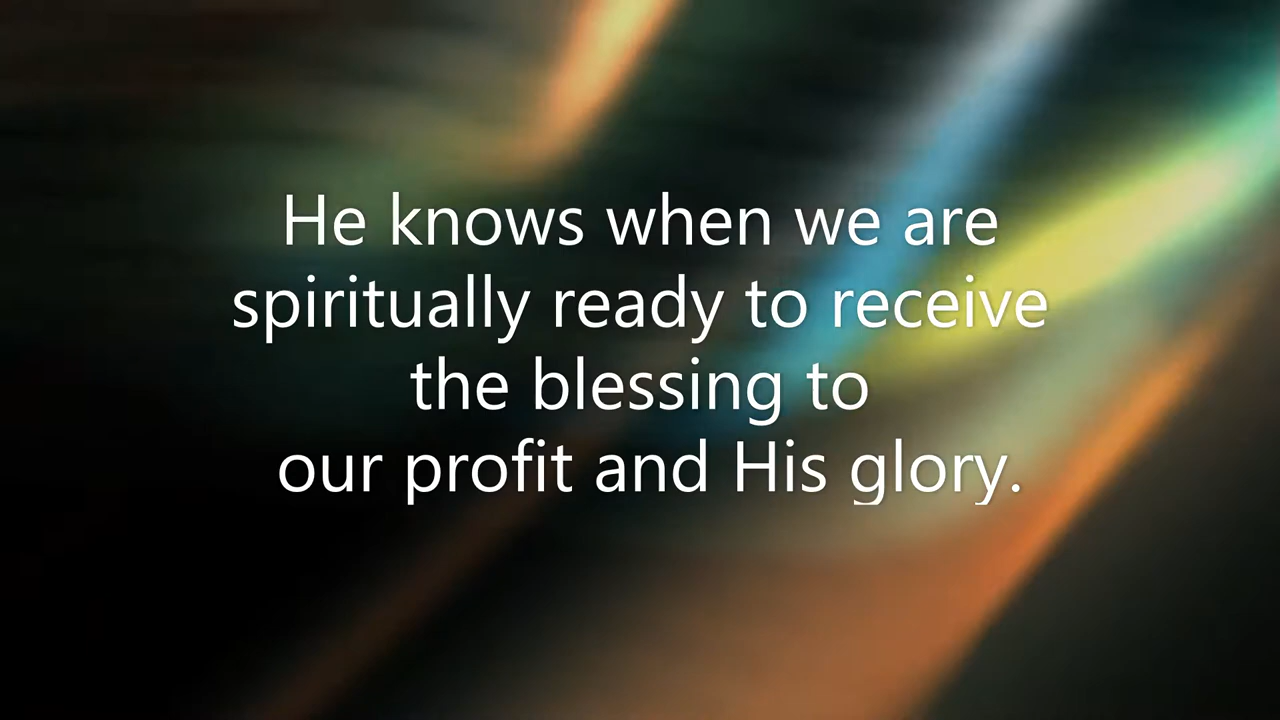 He knows when we are
spiritually ready to receive
the blessing to
our profit and His glory.